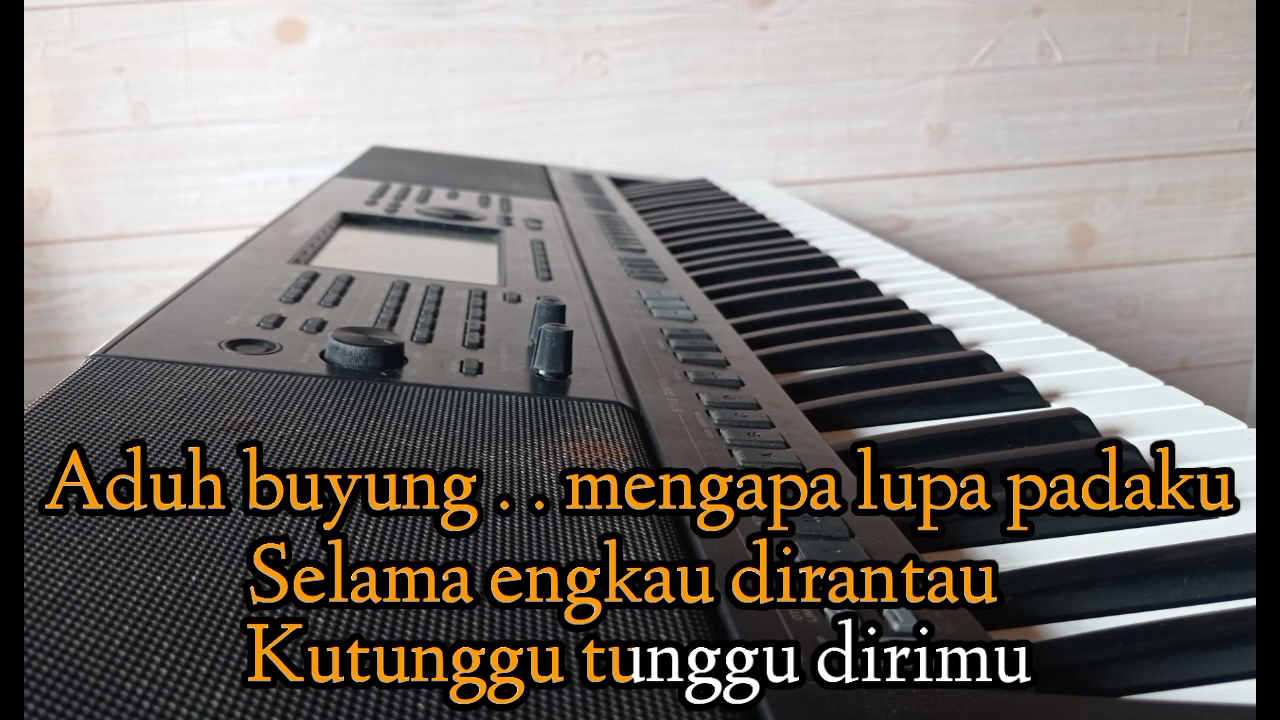 Aduh buyung . . mengapa lupa padaku
Selama engkau dirantau
Kutunggu tunggu dirimu